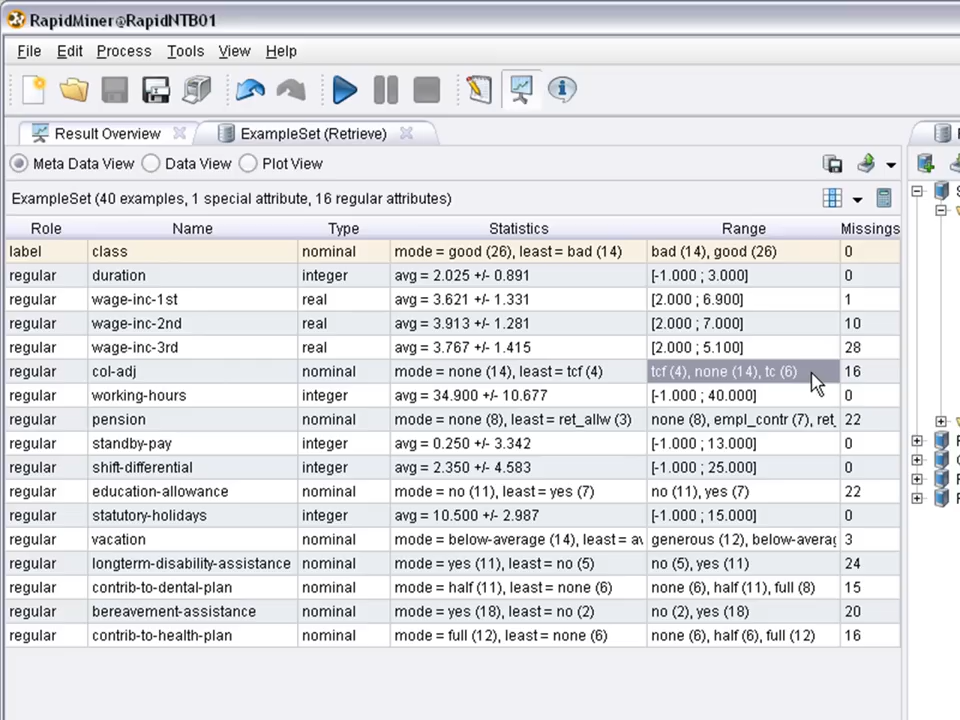 RapidMiner@RapidNTB01
File Edit Process Tools View Help
Result Overview ExampleSet (Retrieve)
Meta Data View Data View Plot View
ExampleSet (40 examples, 1 special attribute, 16 regular attributes)
Role Name Type Statistics Range Missings
label class nominal mode = good (26), least = bad (14) bad (14), good (26) 0
regular duration integer avg = 2.025 +/- 0.891 [-1.000 ; 3.000] 0
regular wage-inc-1st real avg = 3.621 +/- 1.331 [2.000 ; 6.900] 1
regular wage-inc-2nd real avg = 3.913 +/- 1.281 [2.000 ; 7.000] 10
regular wage-inc-3rd real avg = 3.767 +/- 1.415 [2.000 ; 5.100] 28
regular col-adj nominal mode = none (14), least = tcf (4) tcf (4), none (14), tc (6) 16
regular working-hours integer avg = 34.900 +/- 10.677 [-1.000 ; 40.000] 0
regular pension nominal mode = none (8), least = ret_allw (3) none (8), empl_contr (7), ret_ 22
regular standby-pay integer avg = 0.250 +/- 3.342 [-1.000 ; 13.000] 0
regular shift-differential integer avg = 2.350 +/- 4.583 [-1.000 ; 25.000] 0
regular education-allowance nominal mode = no (11), least = yes (7) no (11), yes (7) 22
regular statutory-holidays integer avg = 10.500 +/- 2.987 [-1.000 ; 15.000] 0
regular vacation nominal mode = below-average (14), least = av generous (12), below-averag 3
regular longterm-disability-assistance nominal mode = yes (11), least = no (5) no (5), yes (11) 24
regular contrib-to-dental-plan nominal mode = half (11), least = none (6) none (6), half (11), full (8) 15
regular bereavement-assistance nominal mode = yes (18), least = no (2) no (2), yes (18) 20
regular contrib-to-health-plan nominal mode = full (12), least = none (6) none (6), half (6), full (12) 16